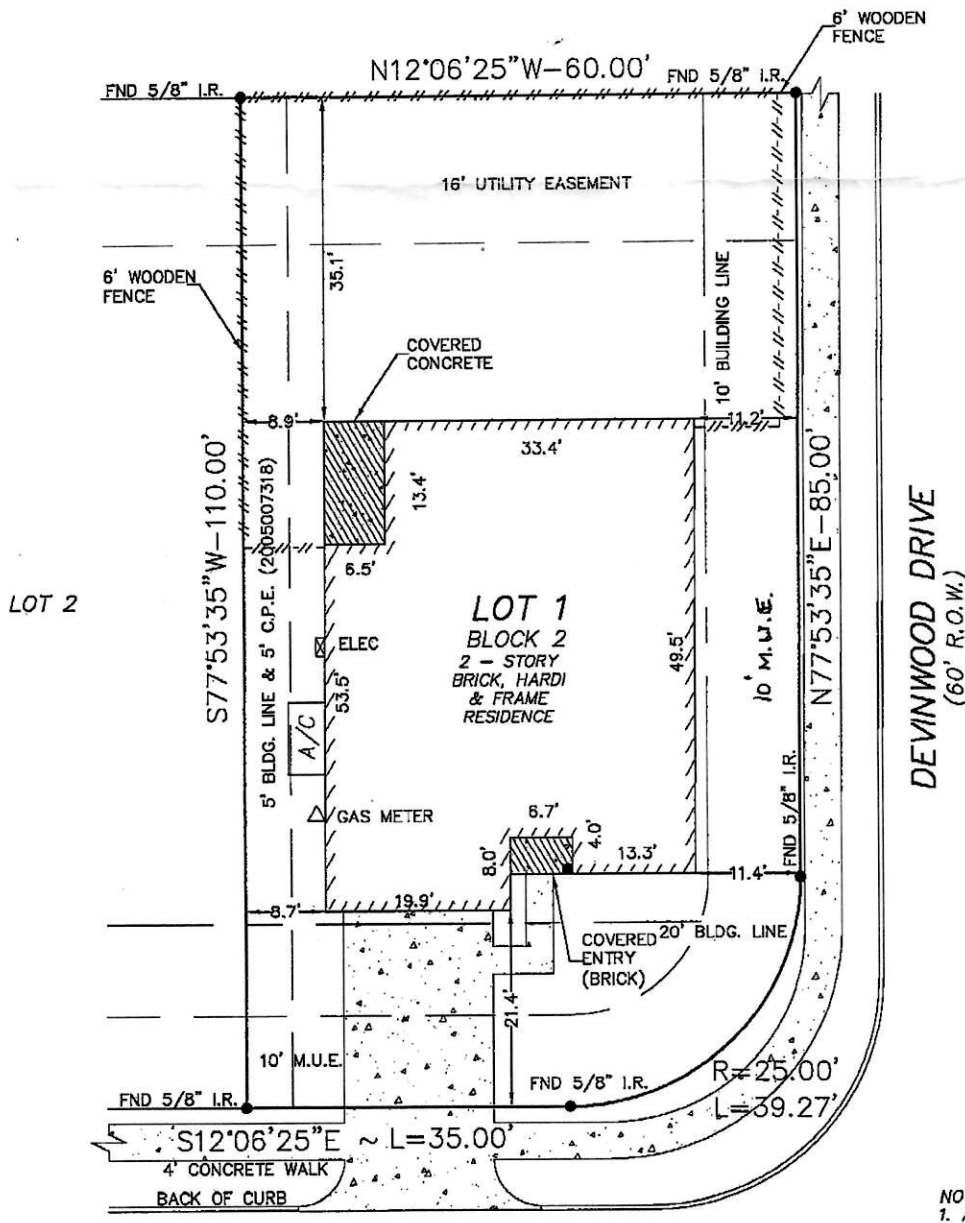 6' WOODEN
FENCE
N12°06'25"W-60.00'
FND 5/8" I.R.
FND 5/8" I.R.
16' UTILITY EASEMENT
6' WOODEN
FENCE
35.1'
10' BUILDING LINE
COVERED
CONCRETE
8.9'
11.2'
33.4'
13.4'
6.5'
S77°53'35"W-110.00'
5' BLDG. LINE & 5' C.P.E. (2005007318)
LOT 2
LOT 1
BLOCK 2
2 - STORY
BRICK, HARDI
& FRAME
RESIDENCE
ELEC
53.5'
49.5'
A/C
GAS METER
10' M.U.E.
N77°53'35"E-85.00'
DEVINWOOD DRIVE
(60' R.O.W.)
FND 5/8" I.R.
6.7'
4.0'
8.0'
13.3'
11.4'
8.7'
19.9'
20' BLDG. LINE
COVERED
ENTRY
(BRICK)
21.4'
10' M.U.E.
FND 5/8" I.R.
FND 5/8" I.R.
R=25.00'
L=39.27'
S12°06'25"E ~ L=35.00'
4' CONCRETE WALK
BACK OF CURB
NO
1. A